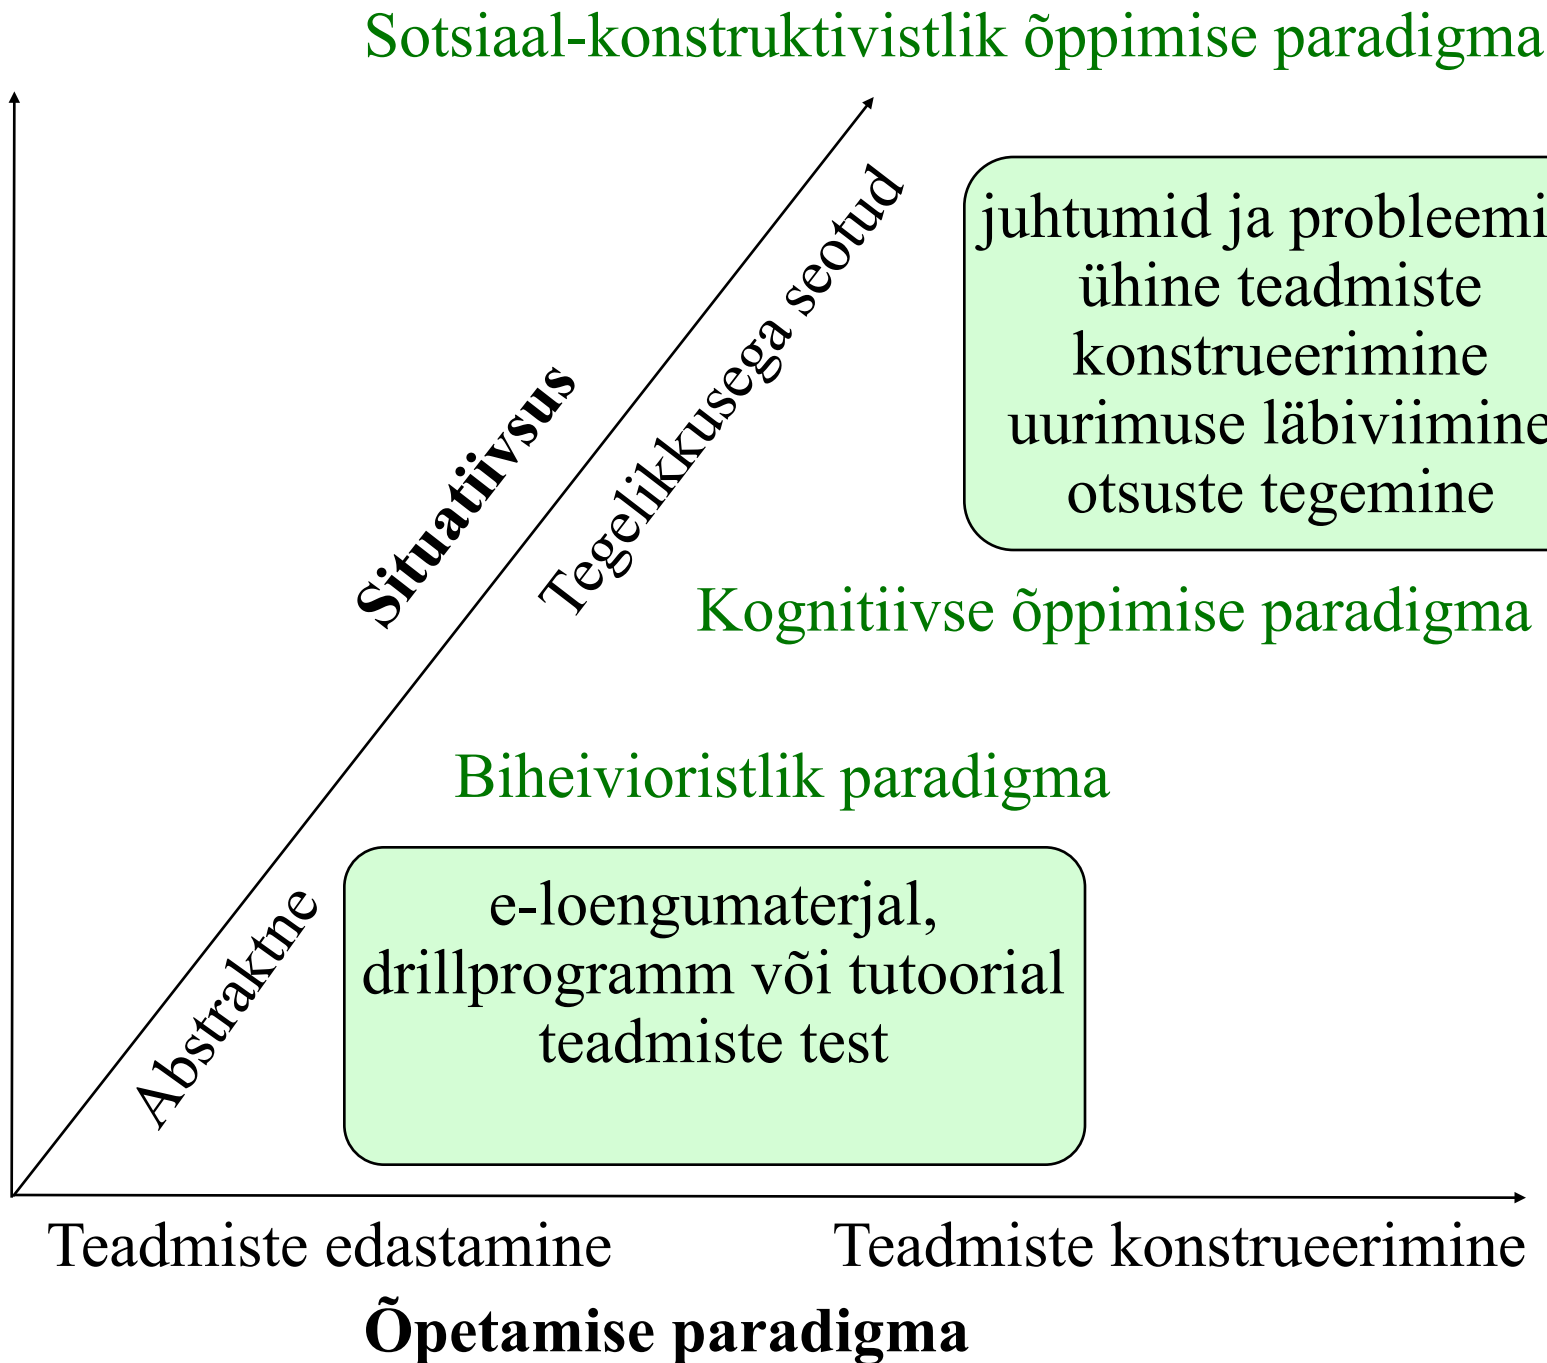 Sotsiaal-konstruktivistlik õppimise paradigma
juhtumid ja
ühine teadmiste
konstrueerimine
uurimuse läbiviimine
otsuste tegemine
Situatiivsus
Tegelikkusega seotud
Kognitiivse õppimise paradigma
Biheivioristlik paradigma
e-loengumaterjal,
drillprogramm või tutoorial
teadmiste test
Abstraktne
Teadmiste edastamine
Teadmiste konstrueerimine
Õpetamise paradigma